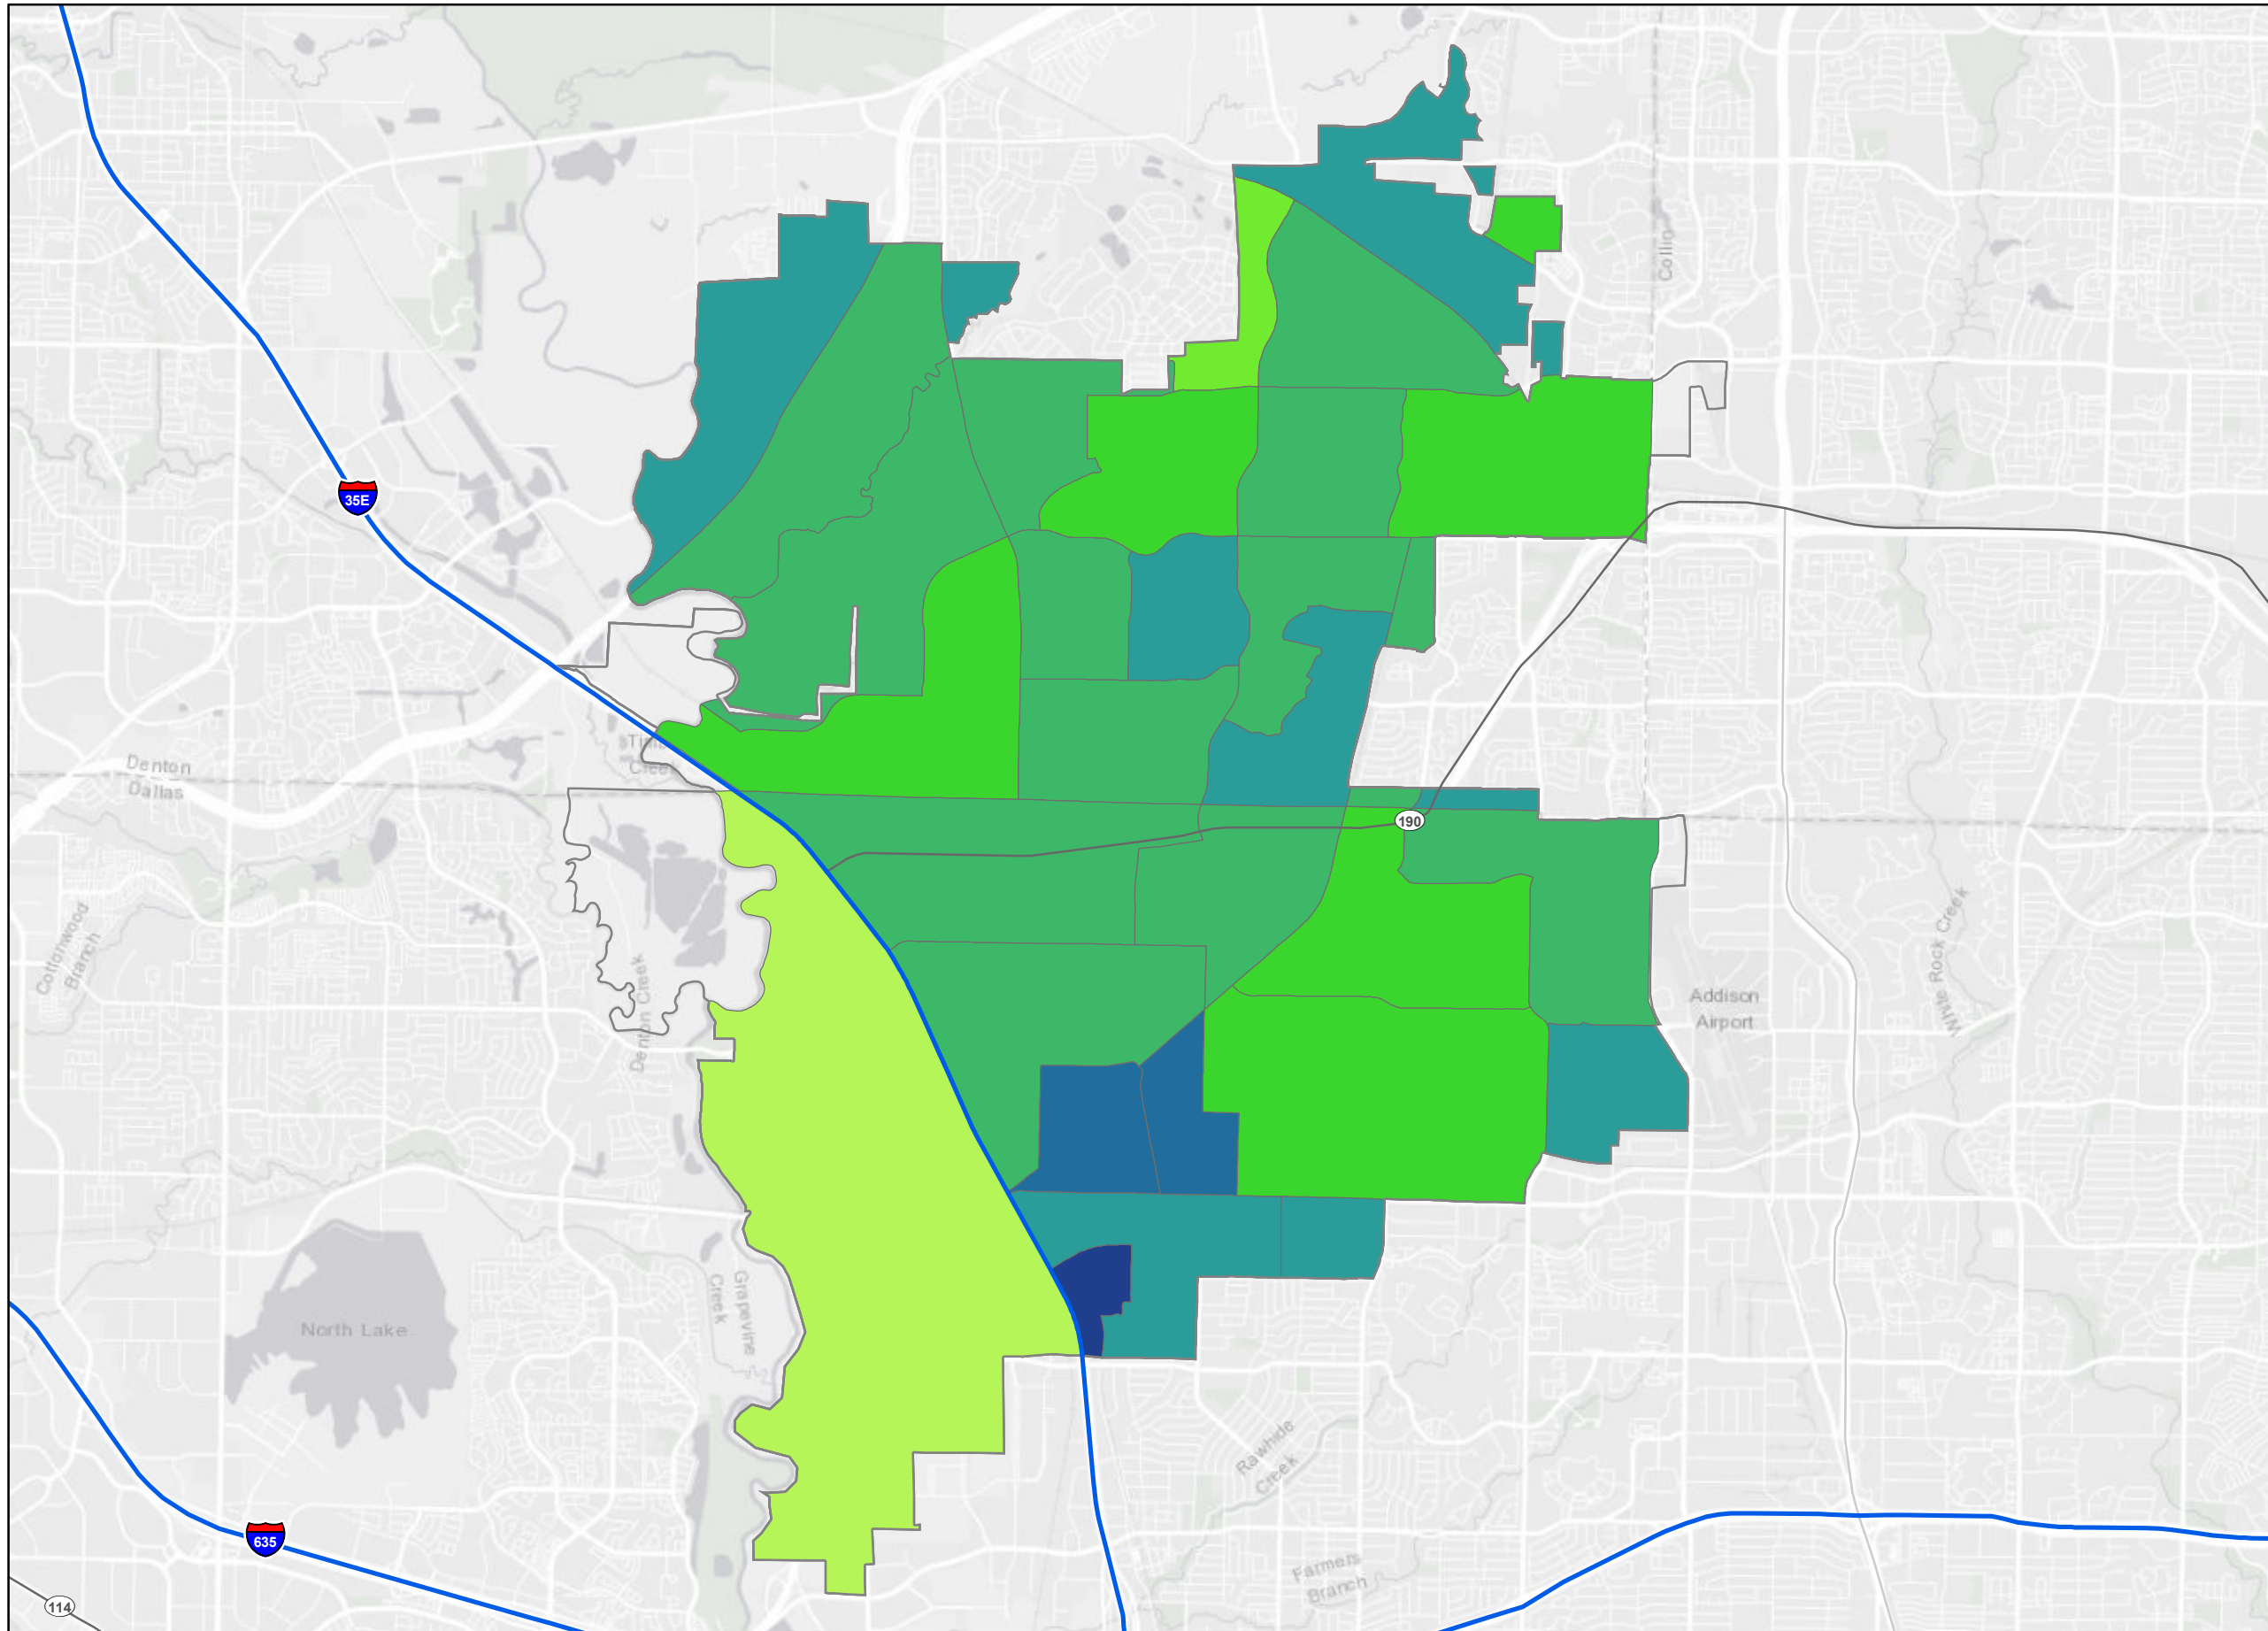 Collin
35E
Denton
Dallas
Creek
190
Cottonwood
Branch
Denton Creek
White Rock Creek
Addison
Airport
North Lake
Grapevine
Creek
Rawhide
Creek
Farmers
Branch
635
114